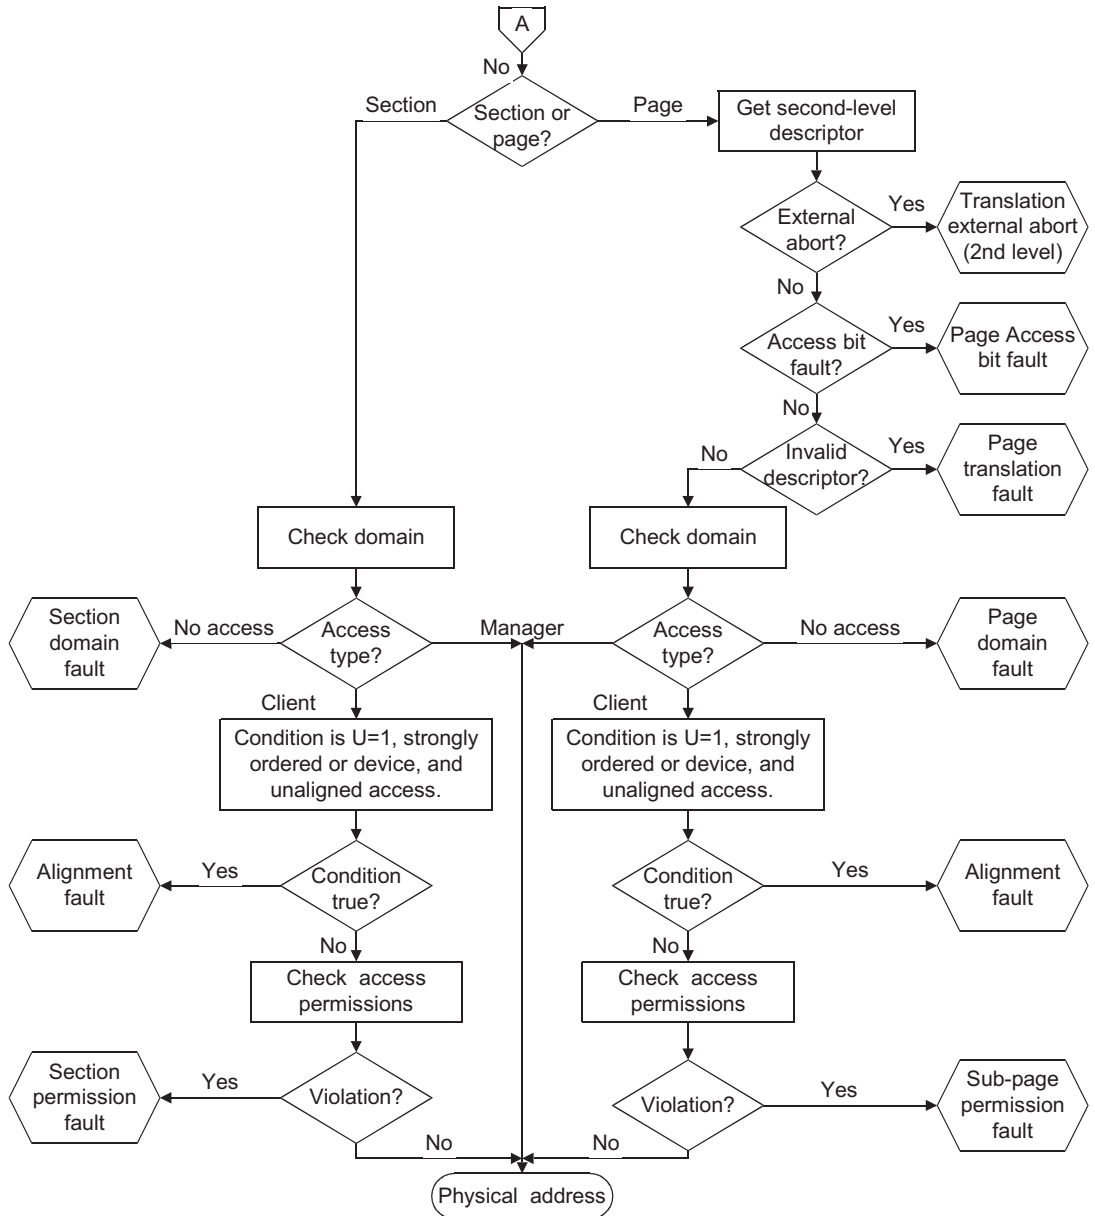 A
No
Section
Section or
page?
Page
Get second-level
descriptor
External
abort?
Yes
Translation
external abort
(2nd level)
No
Access bit
fault?
Yes
Page Access
bit fault
No
Invalid
descriptor?
No
Yes
Page
translation
fault
Check domain
Check domain
Section
domain
fault
No access
Access
type?
Manager
Access
type?
No access
Page
domain
fault
Client
Client
Condition is U=1, strongly
ordered or device, and
unaligned access.
Condition is U=1, strongly
ordered or device, and
unaligned access.
Alignment
fault
Yes
Condition
true?
Condition
true?
Yes
Alignment
fault
No
No
Check access
permissions
Check access
permissions
Section
permission
fault
Yes
Violation?
Violation?
Yes
Sub-page
permission
fault
No
No
Physical address